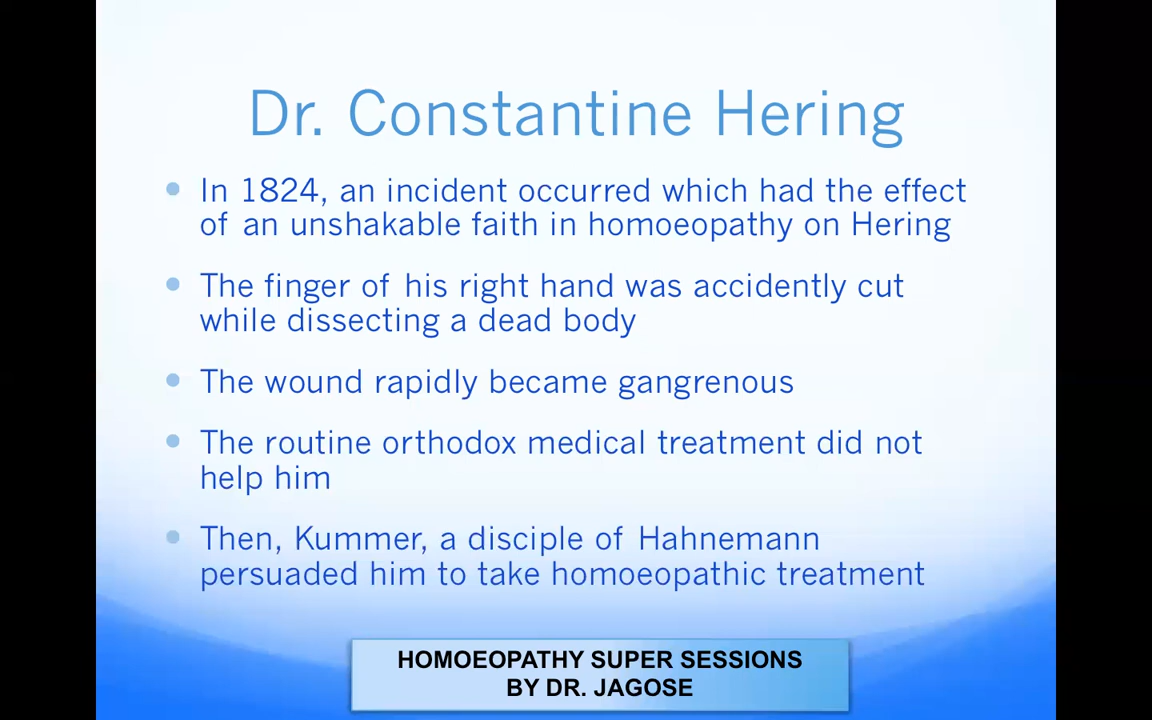 Dr. Constantine Hering
• In 1824, an incident occurred which had the effect
of an unshakable faith in homoeopathy on Hering
• The finger of his right hand was accidently cut
while dissecting a dead body
• The wound rapidly became gangrenous
• The routine orthodox medical treatment did not
help him
• Then, Kummer, a disciple of Hahnemann
persuaded him to take homoeopathic treatment
HOMOEOPATHY SUPER SESSIONS
BY DR. JAGOSE